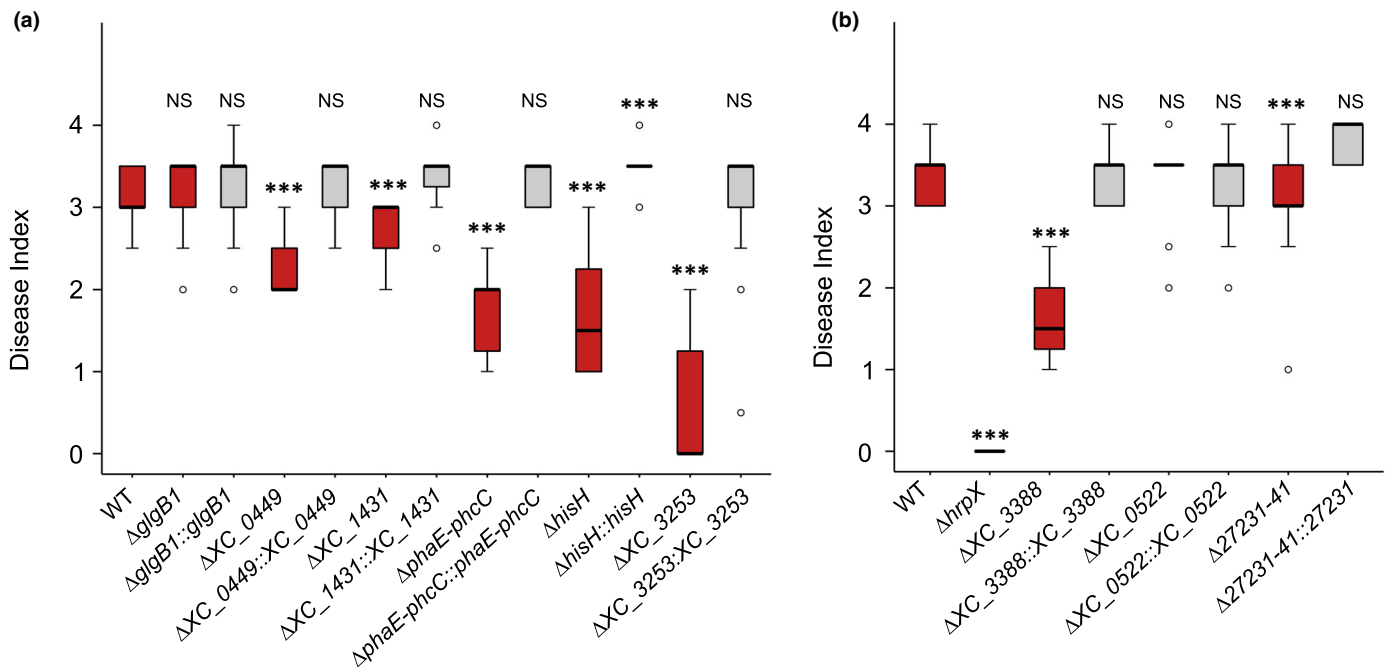 (a)
NS NS NS NS NS *** NS
*** *** *** *** ***
Disease Index
4
3
2
1
0
WT
ΔglgB1
ΔglgB1::glgB1
ΔXC_0449
ΔXC_0449::XC_0449
ΔXC_1431
ΔXC_1431::XC_1431
ΔphaE-phcC
ΔphaE-phcC::phaE-phcC
ΔhisH
ΔhisH::hisH
ΔXC_3253
ΔXC_3253:XC_3253
(b)
NS NS NS *** NS
***
***
Disease Index
4
3
2
1
0
WT
ΔhrpX
ΔXC_3388
ΔXC_3388::XC_3388
ΔXC_0522
ΔXC_0522::XC_0522
Δ27231-41
Δ27231-41::27231